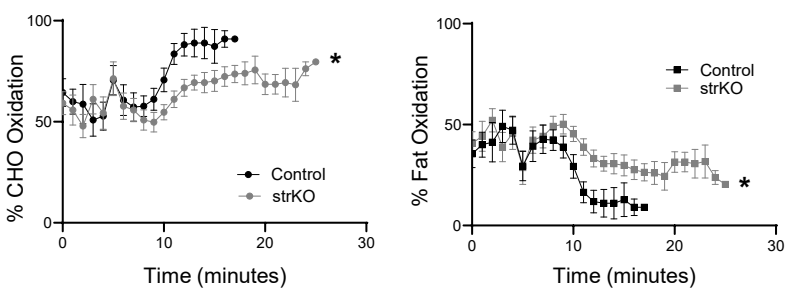 % CHO Oxidation
100
50
0
0
10
20
30
Time (minutes)
Control
strKO
*
% Fat Oxidation
100
50
0
0
10
20
30
Time (minutes)
Control
strKO
*